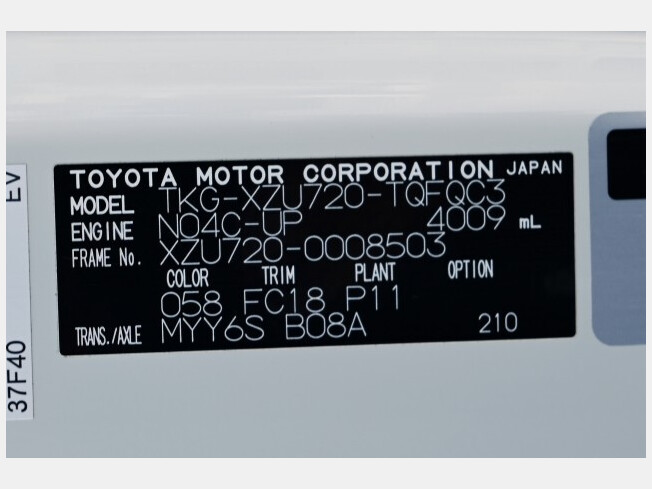 TOYOTA MOTOR CORPORATION JAPAN
MODEL TKG-XZU720-TQFQC3
ENGINE N04C-UP 4009 mL
FRAME No. XZU720-0008503
COLOR TRIM PLANT OPTION
058 FC18 P11
TRANS./AXLE MYY6S B08A 210
EV
37F40